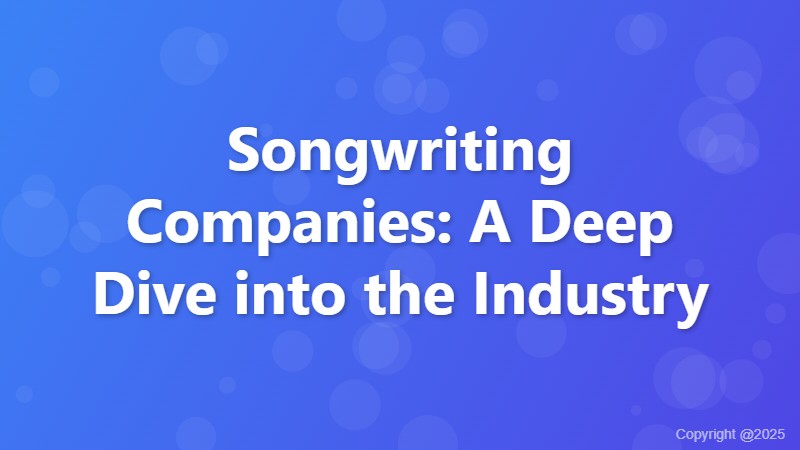 Songwriting
Companies: A Deep
Dive into the Industry
Copyright @2025